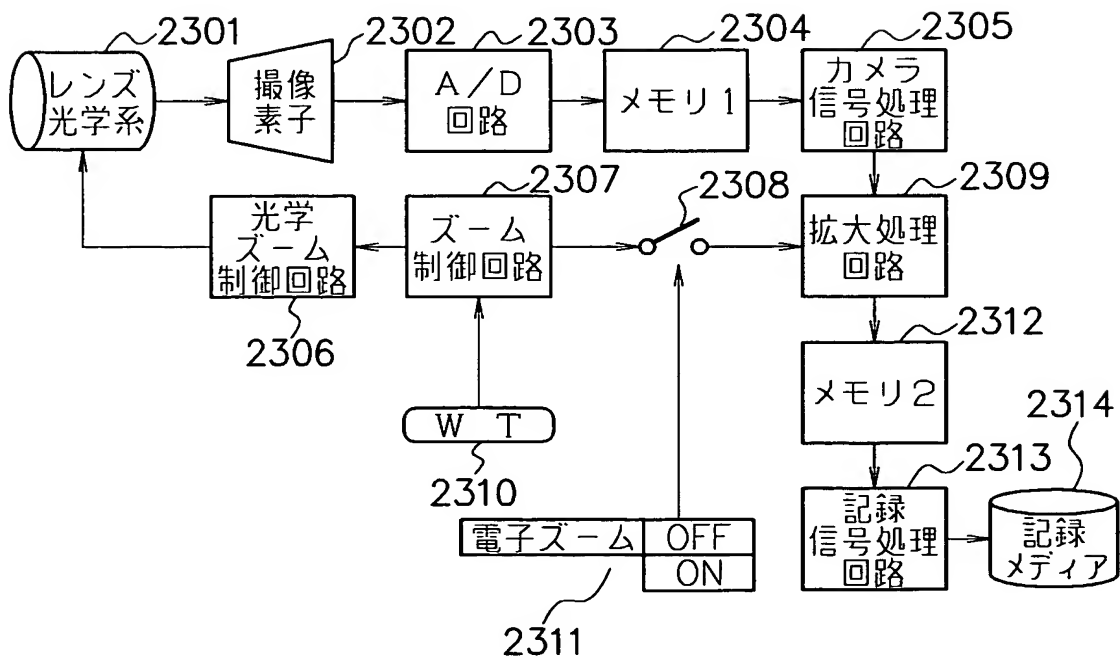 2301
2302
2303
2304
2305
レンズ
光学系
撮像
素子
A/D
回路
メモリ1
カメラ
信号処理
回路
2307
2308
2309
光学
ズーム
制御回路
ズーム
制御回路
拡大処理
回路
2306
2312
W T
メモリ2
2310
2314
2313
電子ズーム OFF
ON
記録
信号処理
回路
記録
メディア
2311